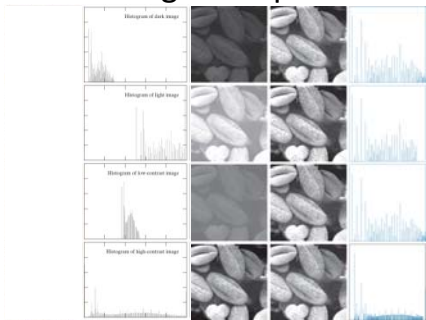 Histogram of dark image
Histogram of light image
Histogram of low-contrast image
Histogram of high-contrast image